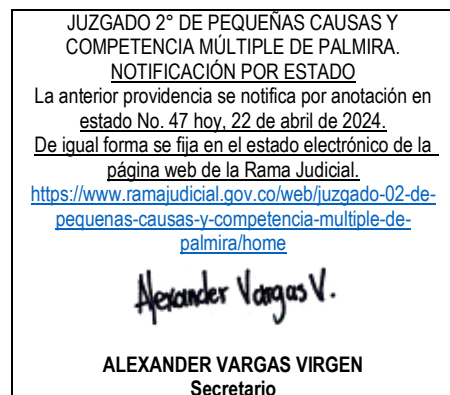 JUZGADO 2° DE PEQUEÑAS CAUSAS Y
COMPETENCIA MÚLTIPLE DE PALMIRA.
NOTIFICACIÓN POR ESTADO
La anterior providencia se notifica por anotación en
estado No. 47 hoy, 22 de abril de 2024.
De igual forma se fija en el estado electrónico de la
página web de la Rama Judicial.
https://www.ramajudicial.gov.co/web/juzgado-02-de-
pequenas-causas-y-competencia-multiple-de-
palmira/home
Alexander Vargas V.
ALEXANDER VARGAS VIRGEN
Secretario